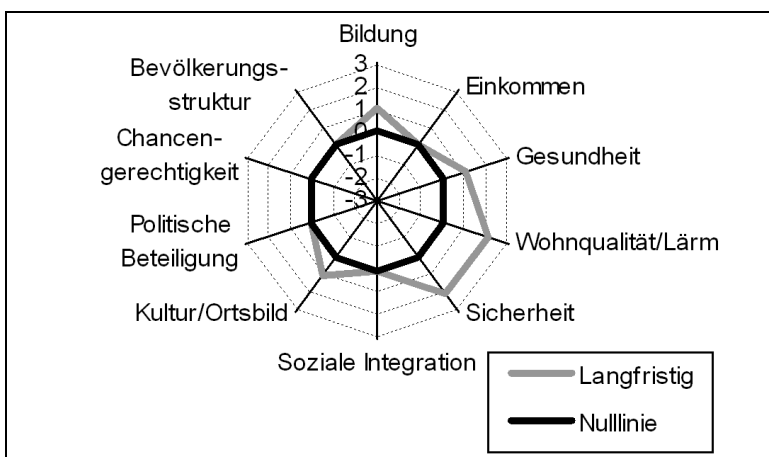 Bildung
3
2
1
0
-1
-2
-3
Einkommen
Gesundheit
Wohnqualität/Lärm
Sicherheit
Soziale Integration
Kultur/Ortsbild
Politische
Beteiligung
Chancen-
gerechtigkeit
Bevölkerungs-
struktur
Langfristig
Nulllinie